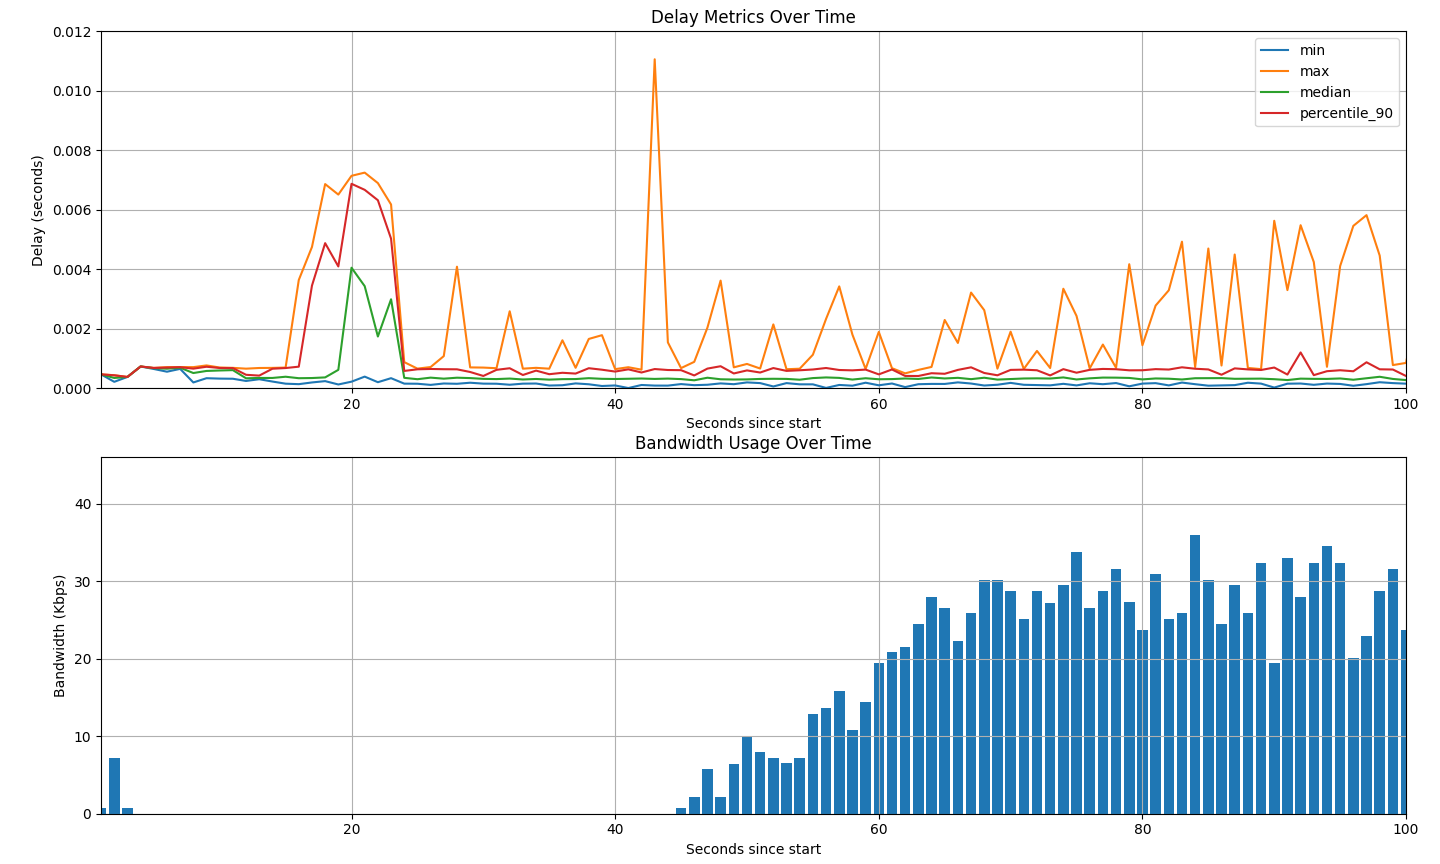 Delay Metrics Over Time
0.012
0.010
0.008
0.006
0.004
0.002
0.000
Delay (seconds)
min
max
median
percentile_90
20
40
60
80
100
Seconds since start
Bandwidth Usage Over Time
40
30
20
10
0
Bandwidth (Kbps)
20
40
60
80
100
Seconds since start